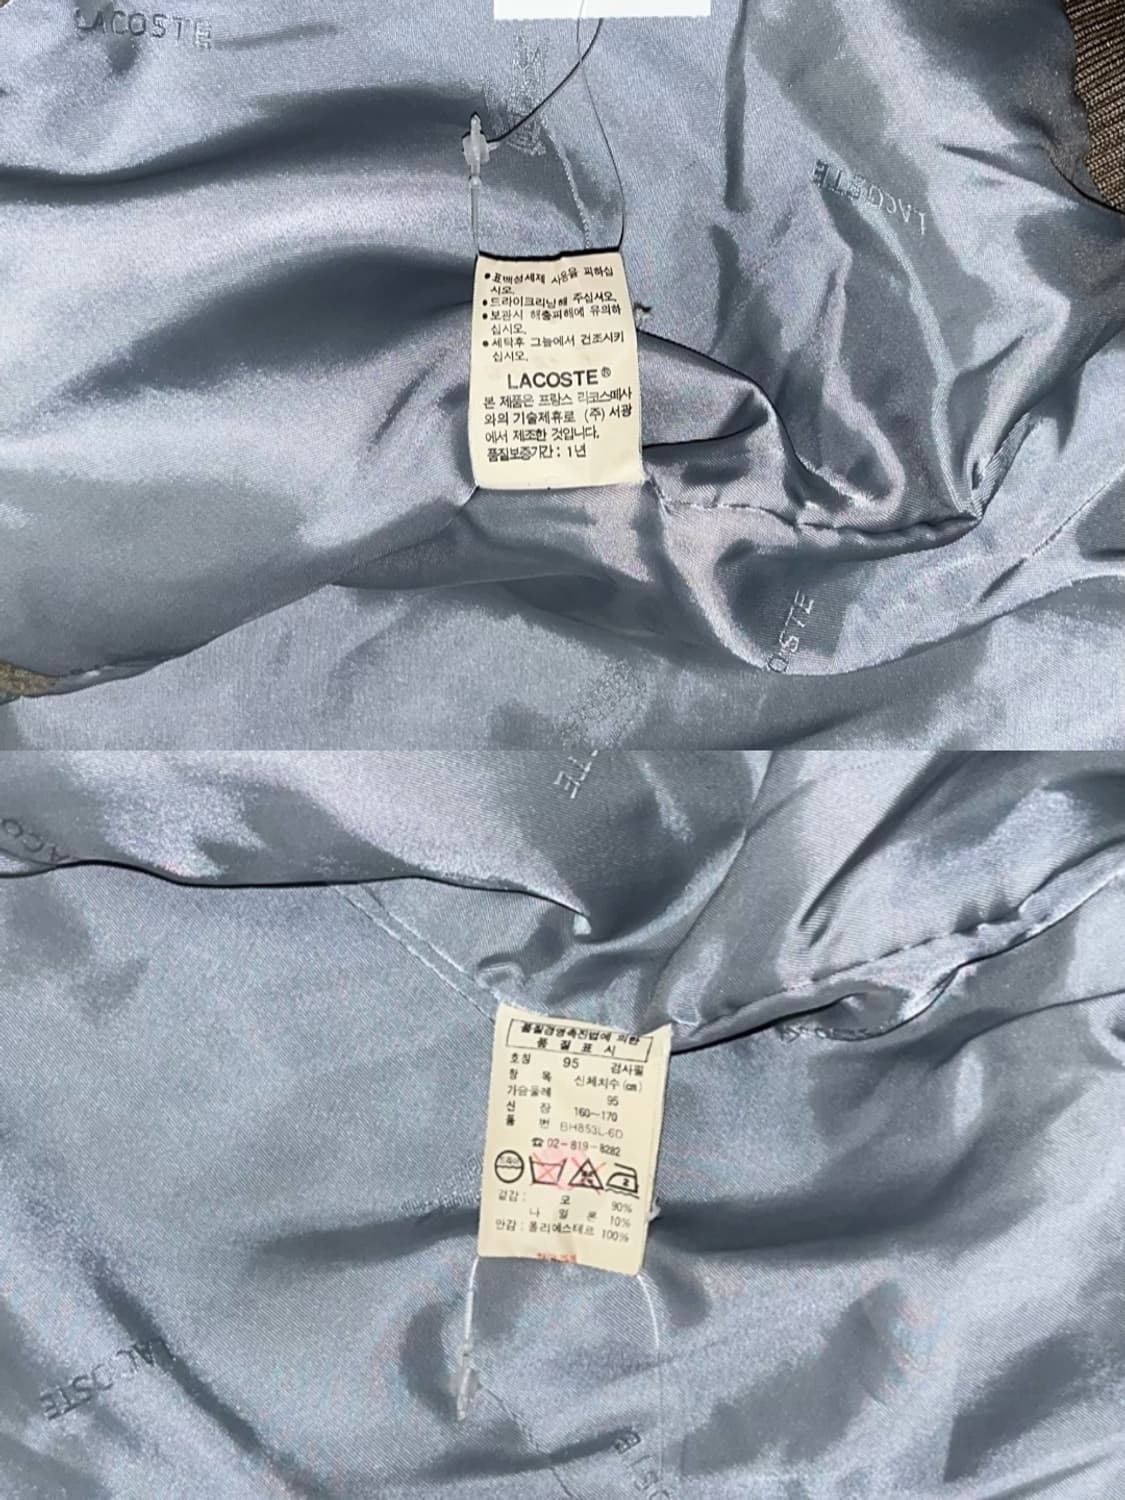 LACOSTE
LACOSTE
●표백성세제 사용을 피하십
시오.
●드라이크리닝해 주십시오.
●보관시 해충피해에 유의하
십시오.
●세탁후 그늘에서 건조시키
십시오.
LACOSTE®
본 제품은 프랑스 리코스떼사
와의 기술제휴로 (주) 서광
에서 제조한 것입니다.
품질보증기간 : 1년
OSTE
TE
ACO
품질경영촉진법에 의한
품 질 표 시
호칭 95 검사필
항 목 신체치수(㎝)
가슴둘레 95
신 장 160~170
품 번 BH853L-6D
☎ 02-819-8282
드라이
2
겉감 : 모 90%
나 일 론 10%
안감 : 폴리에스테르 100%
LACOSTE